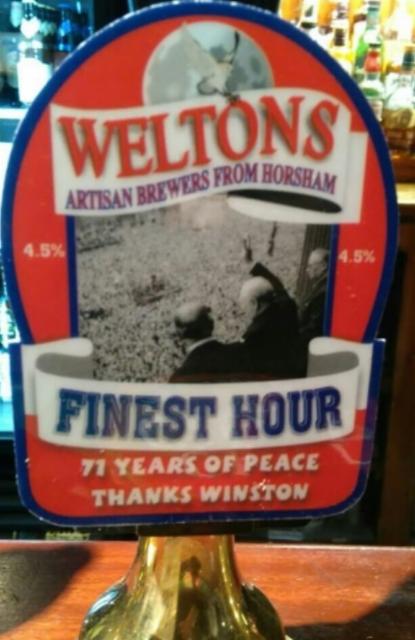 WELTONS
ARTISAN BREWERS FROM HORSHAM
4.5% 4.5%
FINEST HOUR
71 YEARS OF PEACE
THANKS WINSTON